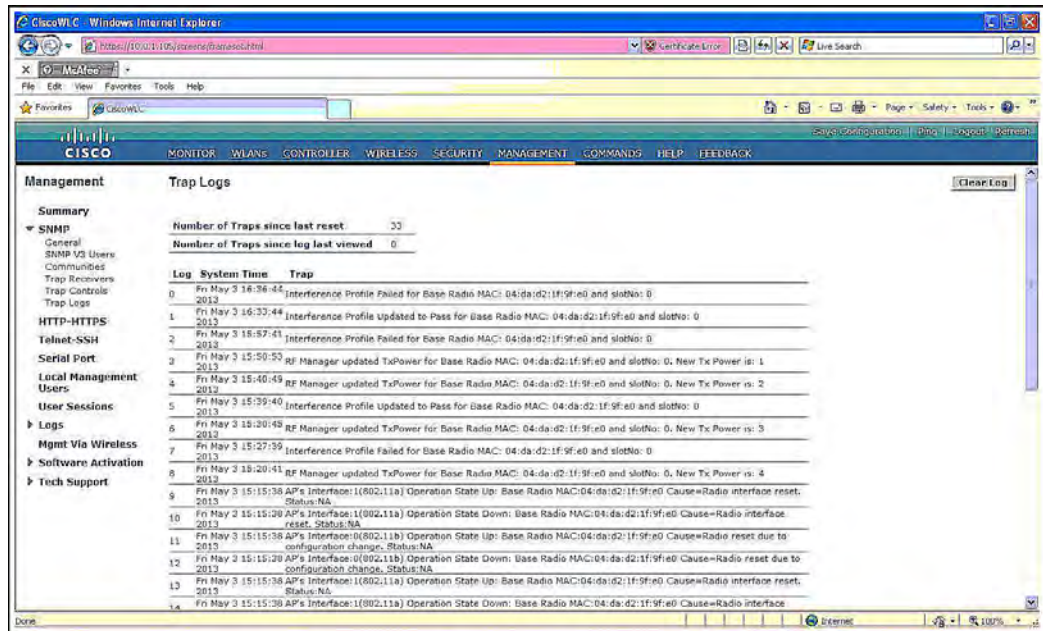 CiscoWLC - Windows Internet Explorer
https://10.0.1.105/screens/frameset.html
Certificate Error
Live Search
X McAfee
File Edit View Favorites Tools Help
Favorites CiscoWLC
Page Safety Tools
Save Configuration | Ping | Logout | Refresh
CISCO
MONITOR WLANs CONTROLLER WIRELESS SECURITY MANAGEMENT COMMANDS HELP FEEDBACK
Management
Summary
SNMP
General
SNMP V3 Users
Communities
Trap Receivers
Trap Controls
Trap Logs
HTTP-HTTPS
Telnet-SSH
Serial Port
Local Management
Users
User Sessions
Logs
Mgmt Via Wireless
Software Activation
Tech Support
Trap Logs
Clear Log
Number of Traps since last reset 33
Number of Traps since log last viewed 0
Log System Time Trap
0 Fri May 3 16:36:44 2013 Interference Profile Failed for Base Radio MAC: 04:da:d2:1f:9f:e0 and slotNo: 0
1 Fri May 3 16:33:44 2013 Interference Profile Updated to Pass for Base Radio MAC: 04:da:d2:1f:9f:e0 and slotNo: 0
2 Fri May 3 15:57:41 2013 Interference Profile Failed for Base Radio MAC: 04:da:d2:1f:9f:e0 and slotNo: 0
3 Fri May 3 15:50:53 2013 RF Manager updated TxPower for Base Radio MAC: 04:da:d2:1f:9f:e0 and slotNo: 0. New Tx Power is: 1
4 Fri May 3 15:40:49 2013 RF Manager updated TxPower for Base Radio MAC: 04:da:d2:1f:9f:e0 and slotNo: 0. New Tx Power is: 2
5 Fri May 3 15:39:40 2013 Interference Profile Updated to Pass for Base Radio MAC: 04:da:d2:1f:9f:e0 and slotNo: 0
6 Fri May 3 2013 RF Manager updated TxPower for Base Radio MAC: 04:da:d2:1f:9f:e0 and slotNo: 0. New Tx Power is: 3
7 Fri May 3 15:27:39 2013 Interference Profile Failed for Base Radio MAC: 04:da:d2:1f:9f:e0 and slotNo: 0
8 Fri May 3 15:20:41 2013 RF Manager updated TxPower for Base Radio MAC: 04:da:d2:1f:9f:e0 and slotNo: 0. New Tx Power is: 4
9 Fri May 3 15:15:38 2013 AP's Interface:1(802.11a) Operation State Up: Base Radio MAC:04:da:d2:1f:9f:e0 Cause=Radio interface reset.
Status:NA
10 Fri May 3 15:15:38 2013 AP's Interface:1(802.11a) Operation State Down: Base Radio MAC:04:da:d2:1f:9f:e0 Cause=Radio interface
reset. Status:NA
11 Fri May 3 15:15:38 2013 AP's Interface:0(802.11b) Operation State Up: Base Radio MAC:04:da:d2:1f:9f:e0 Cause=Radio reset due to
configuration change. Status:NA
12 Fri May 3 15:15:38 2013 AP's Interface:0(802.11b) Operation State Down: Base Radio MAC:04:da:d2:1f:9f:e0 Cause=Radio reset due to
configuration change. Status:NA
13 Fri May 3 15:15:38 2013 AP's Interface:1(802.11a) Operation State Up: Base Radio MAC:04:da:d2:1f:9f:e0 Cause=Radio interface reset.
Status:NA
14 Fri May 3 15:15:38 AP's Interface:1(802.11a) Operation State Down: Base Radio MAC:04:da:d2:1f:9f:e0 Cause=Radio interface
Done
Internet
100%